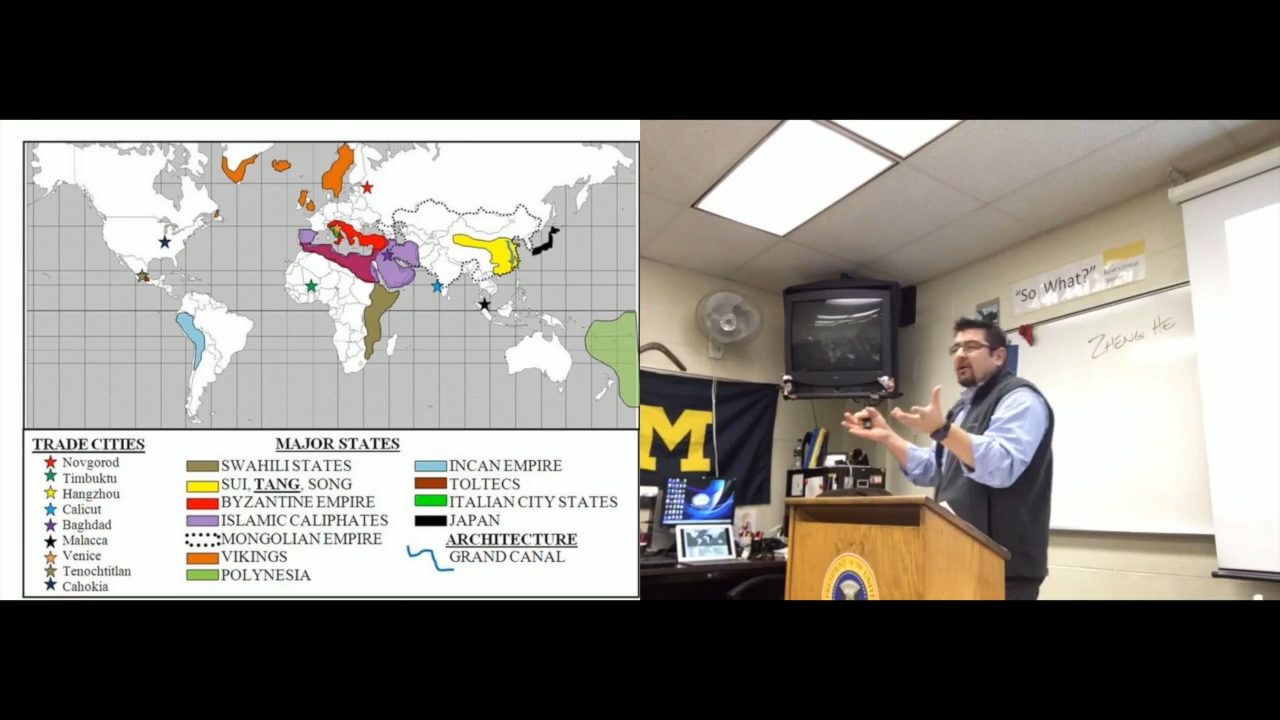 TRADE CITIES
Novgorod
Timbuktu
Hangzhou
Calicut
Baghdad
Malacca
Venice
Tenochtitlan
Cahokia
MAJOR STATES
SWAHILI STATES
SUI, TANG, SONG
BYZANTINE EMPIRE
ISLAMIC CALIPHATES
MONGOLIAN EMPIRE
VIKINGS
POLYNESIA
INCAN EMPIRE
TOLTECS
ITALIAN CITY STATES
JAPAN
ARCHITECTURE
GRAND CANAL
"So What?"
ZHENG HE
M